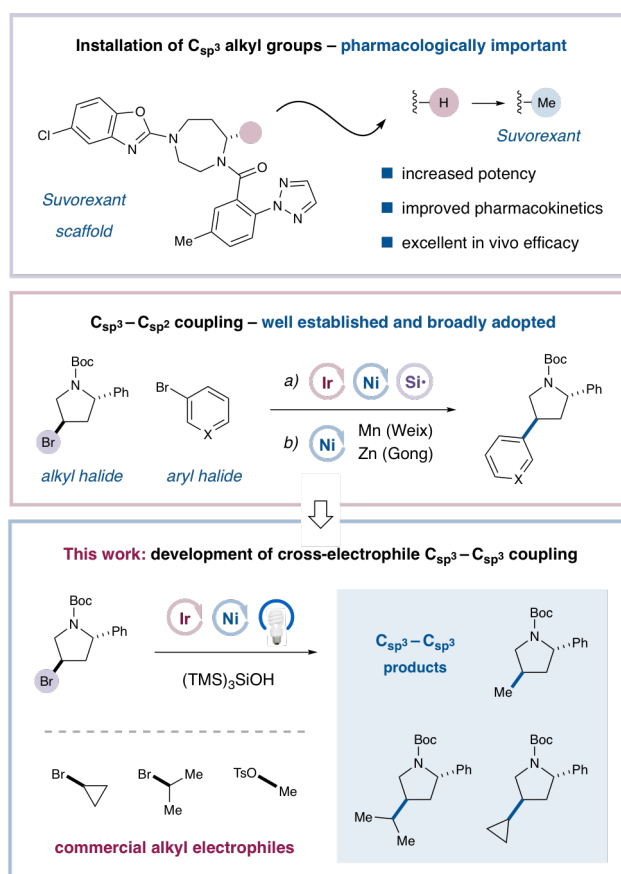 Installation of Csp3 alkyl groups – pharmacologically important
H
Me
Suvorexant
Cl
O
N
N
N
O
N
N
N
Me
Suvorexant
scaffold
increased potency
improved pharmacokinetics
excellent in vivo efficacy
Csp3–Csp2 coupling – well established and broadly adopted
Boc
N
Ph
Br
alkyl halide
Br
X
aryl halide
a) Ir Ni Si•
b) Ni Mn (Weix)
Zn (Gong)
Boc
N
Ph
X
This work: development of cross-electrophile Csp3–Csp3 coupling
Boc
N
Ph
Br
Ir Ni
(TMS)3SiOH
Csp3–Csp3
products
Boc
N
Ph
Me
Br
Br
Me
Me
TsO
Me
commercial alkyl electrophiles
Boc
N
Ph
Me
Me
Boc
N
Ph